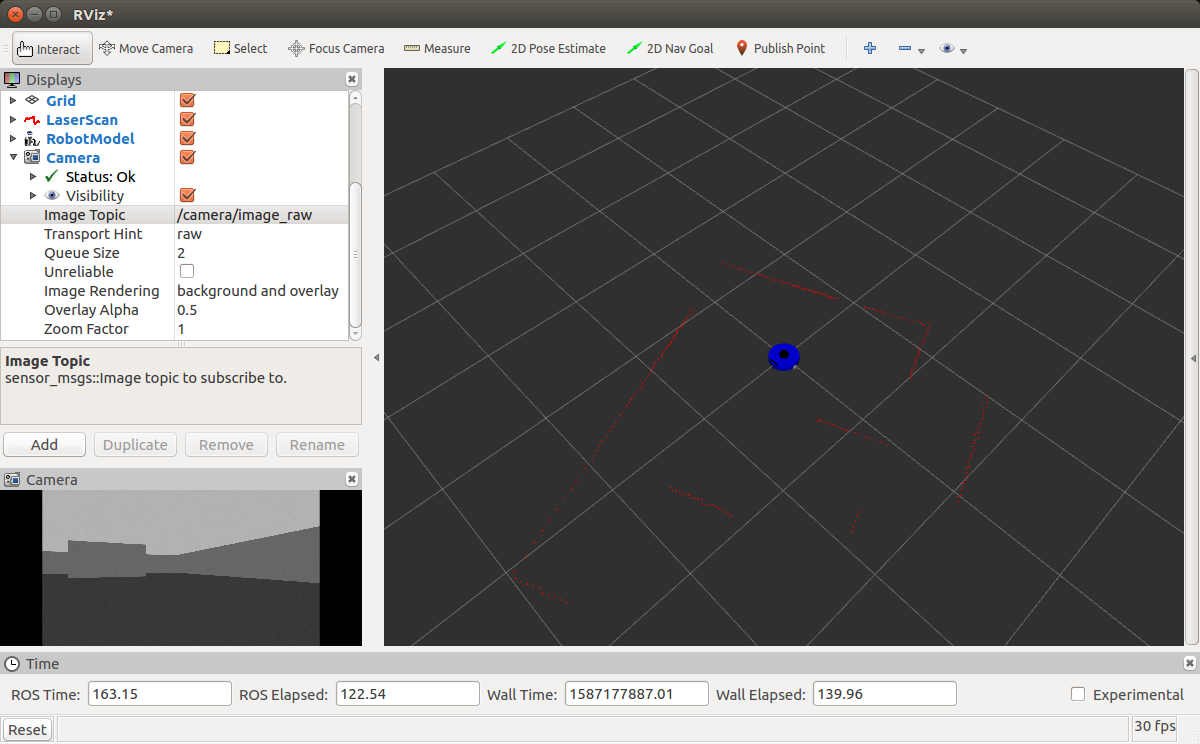 RViz*
Interact Move Camera Select Focus Camera Measure 2D Pose Estimate 2D Nav Goal Publish Point
Displays
Grid
LaserScan
RobotModel
Camera
Status: Ok
Visibility
Image Topic /camera/image_raw
Transport Hint raw
Queue Size 2
Unreliable
Image Rendering background and overlay
Overlay Alpha 0.5
Zoom Factor 1
Image Topic
sensor_msgs::Image topic to subscribe to.
Add Duplicate Remove Rename
Camera
Time
ROS Time: 163.15 ROS Elapsed: 122.54 Wall Time: 1587177887.01 Wall Elapsed: 139.96 Experimental
Reset 30 fps